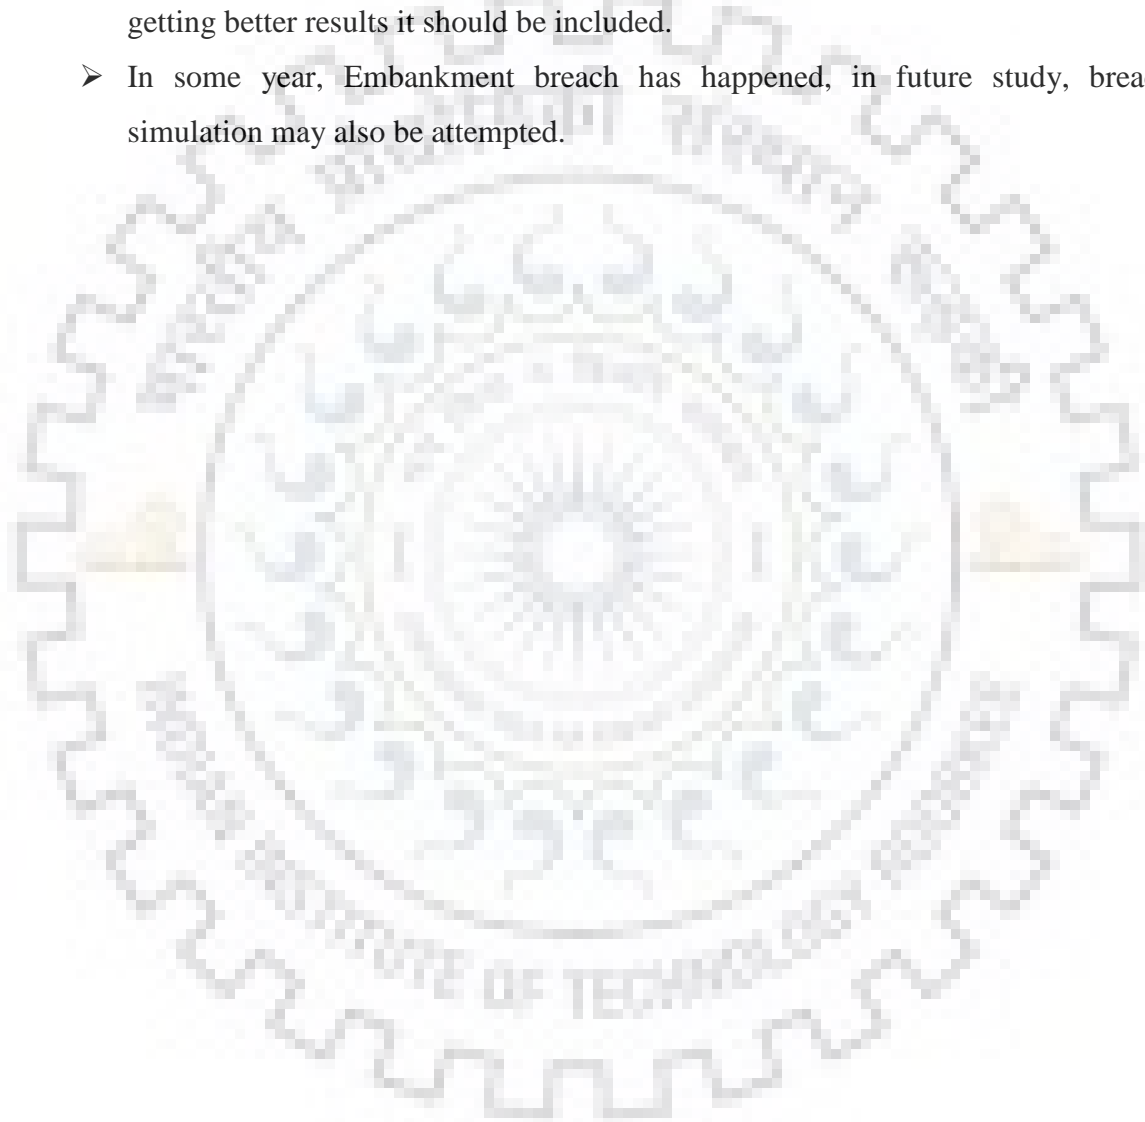 getting better results it should be included.
➢ In some year, Embankment breach has happened, in future study, brea
simulation may also be attempted.
INSTITUTE OF TECHNOLOGY